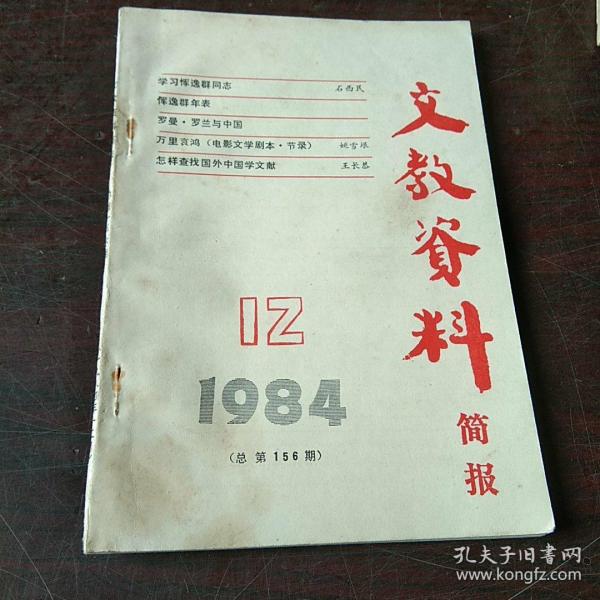 学习恽逸群同志 石西民
恽逸群年表
罗曼·罗兰与中国
万里哀鸿（电影文学剧本·节录） 姚雪垠
怎样查找国外中国学文献 王长恭
文教资料
简报
12
1984
（总第156期）
孔夫子旧书网
www.kongfz.com